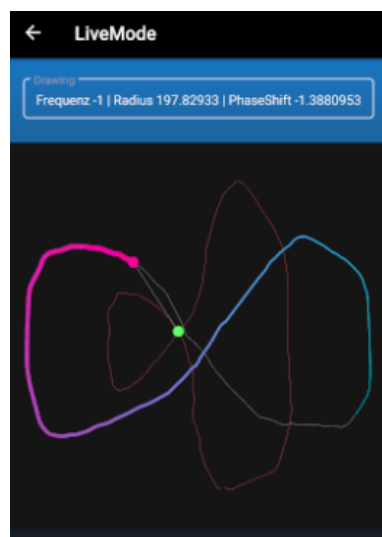 LiveMode
Drawing
Frequenz -1 | Radius 197.82933 | PhaseShift -1.3880953